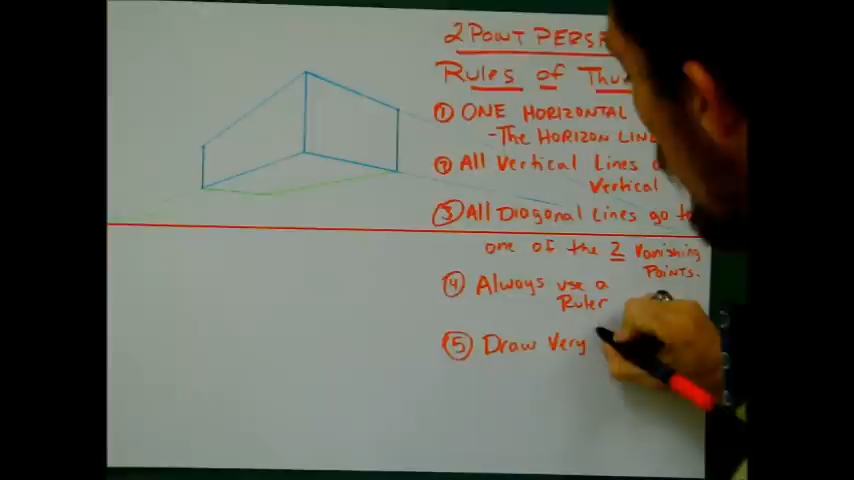 2 POINT PERSP
Rules of Thu
① ONE HORIZONTAL
-The HORIZON LINE
② All Vertical Lines
Vertical
③ All Diagonal Lines go to
one of the 2 Vanishing
Points.
④ Always use a
Ruler
⑤ Draw Very